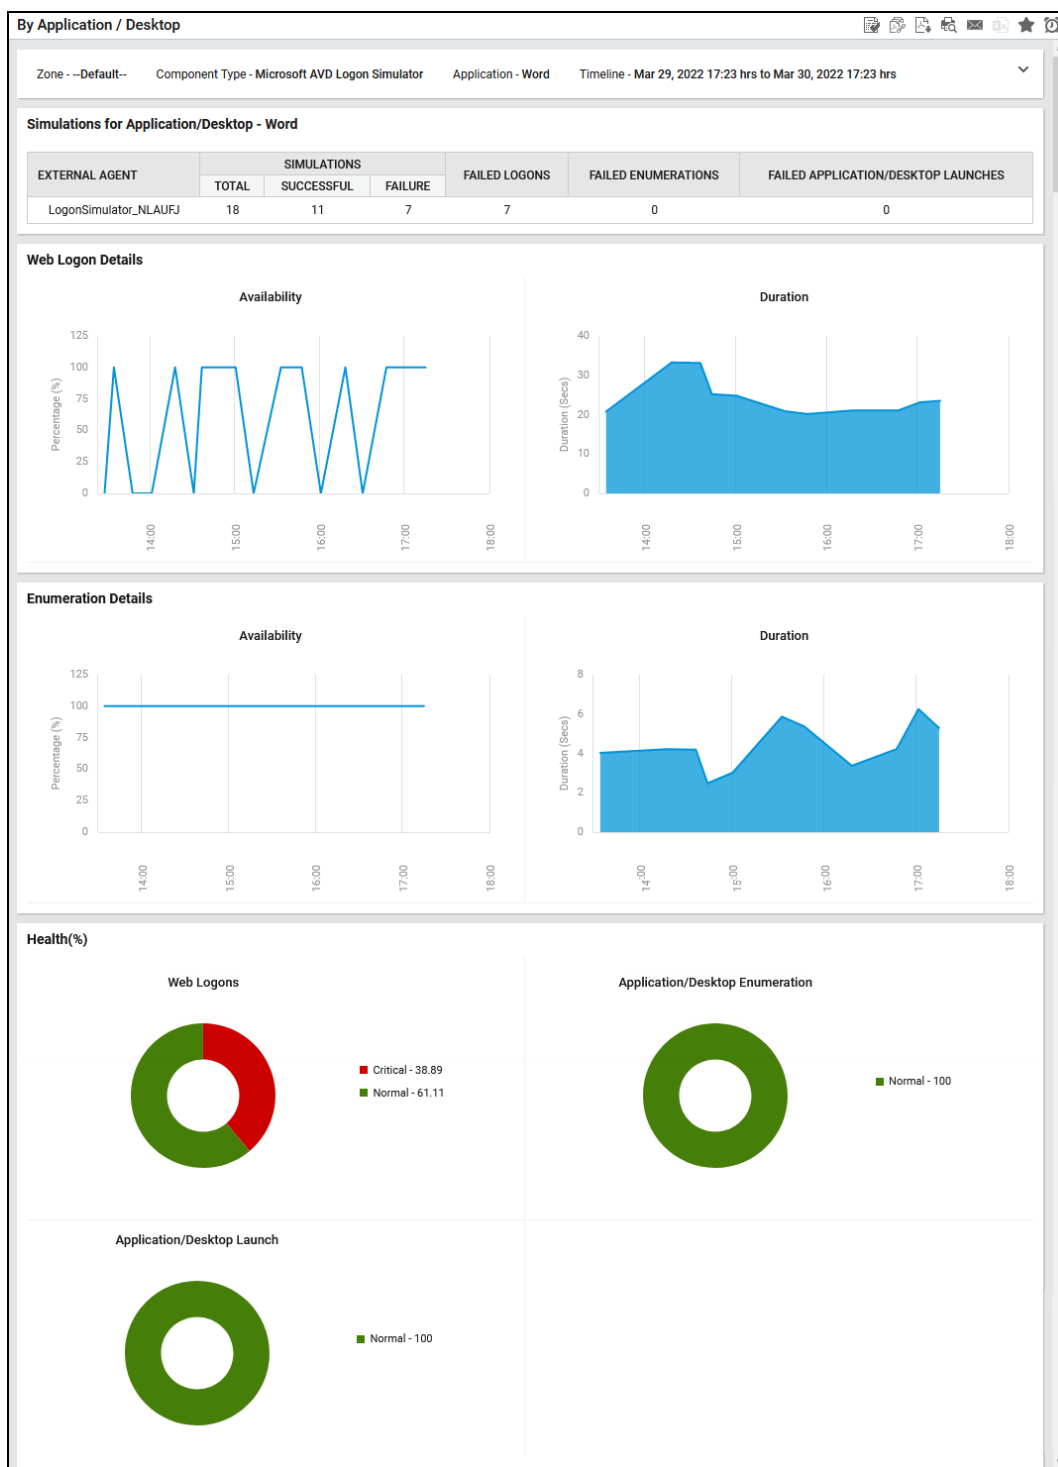 By Application / Desktop
Zone - --Default-- Component Type - Microsoft AVD Logon Simulator Application - Word Timeline - Mar 29, 2022 17:23 hrs to Mar 30, 2022 17:23 hrs
Simulations for Application/Desktop - Word
EXTERNAL AGENT SIMULATIONS FAILED LOGONS FAILED ENUMERATIONS FAILED APPLICATION/DESKTOP LAUNCHES
TOTAL SUCCESSFUL FAILURE
LogonSimulator_NLAUFJ 18 11 7 7 0 0
Web Logon Details
Availability
Percentage (%)
125
100
75
50
25
0
14:00 15:00 16:00 17:00 18:00
Duration
Duration (Secs)
40
30
20
10
0
14:00 15:00 16:00 17:00 18:00
Enumeration Details
Availability
Percentage (%)
125
100
75
50
25
0
14:00 15:00 16:00 17:00 18:00
Duration
Duration (Secs)
8
6
4
2
0
14:00 15:00 16:00 17:00 18:00
Health(%)
Web Logons
Critical - 38.89
Normal - 61.11
Application/Desktop Enumeration
Normal - 100
Application/Desktop Launch
Normal - 100